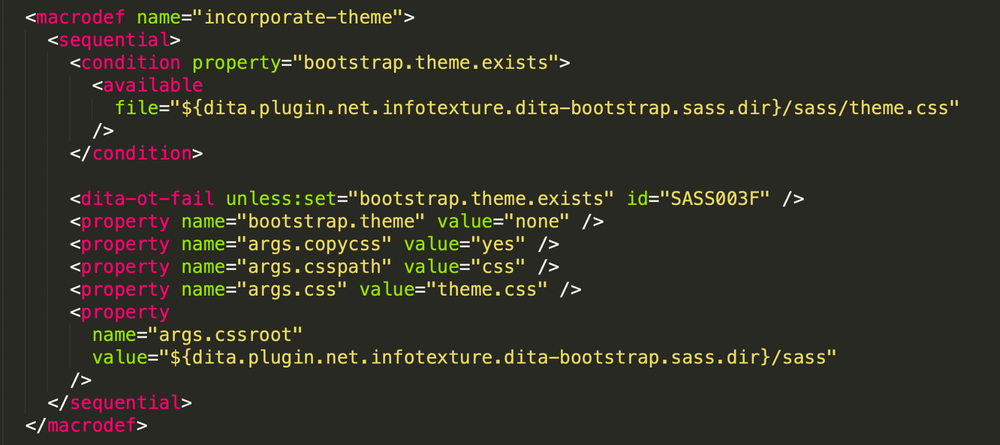 <macrodef name="incorporate-theme">
  <sequential>
    <condition property="bootstrap.theme.exists">
      <available
        file="${dita.plugin.net.infotexture.dita-bootstrap.sass.dir}/sass/theme.css"
      />
    </condition>

    <dita-ot-fail unless:set="bootstrap.theme.exists" id="SASS003F" />
    <property name="bootstrap.theme" value="none" />
    <property name="args.copycss" value="yes" />
    <property name="args.csspath" value="css" />
    <property name="args.css" value="theme.css" />
    <property
      name="args.cssroot"
      value="${dita.plugin.net.infotexture.dita-bootstrap.sass.dir}/sass"
    />
  </sequential>
</macrodef>